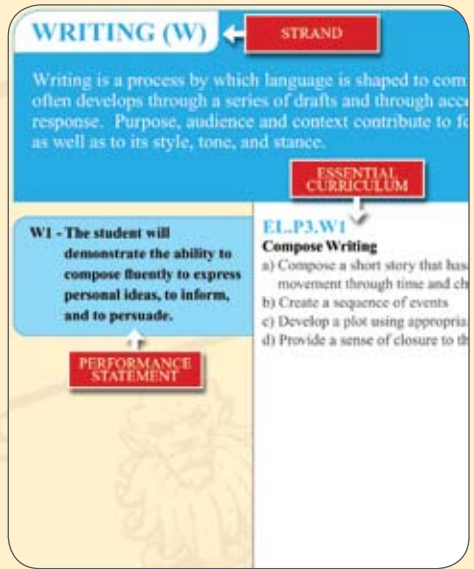 WRITING (W)
STRAND
Writing is a process by which language is shaped to com
often develops through a series of drafts and through acc
response. Purpose, audience and context contribute to fo
as well as to its style, tone, and stance.
ESSENTIAL
CURRICULUM
W1 - The student will
demonstrate the ability to
compose fluently to express
personal ideas, to inform,
and to persuade.
PERFORMANCE
STATEMENT
EL.P3.W1
Compose Writing
a) Compose a short story that has
movement through time and ch
b) Create a sequence of events
c) Develop a plot using appropria
d) Provide a sense of closure to th